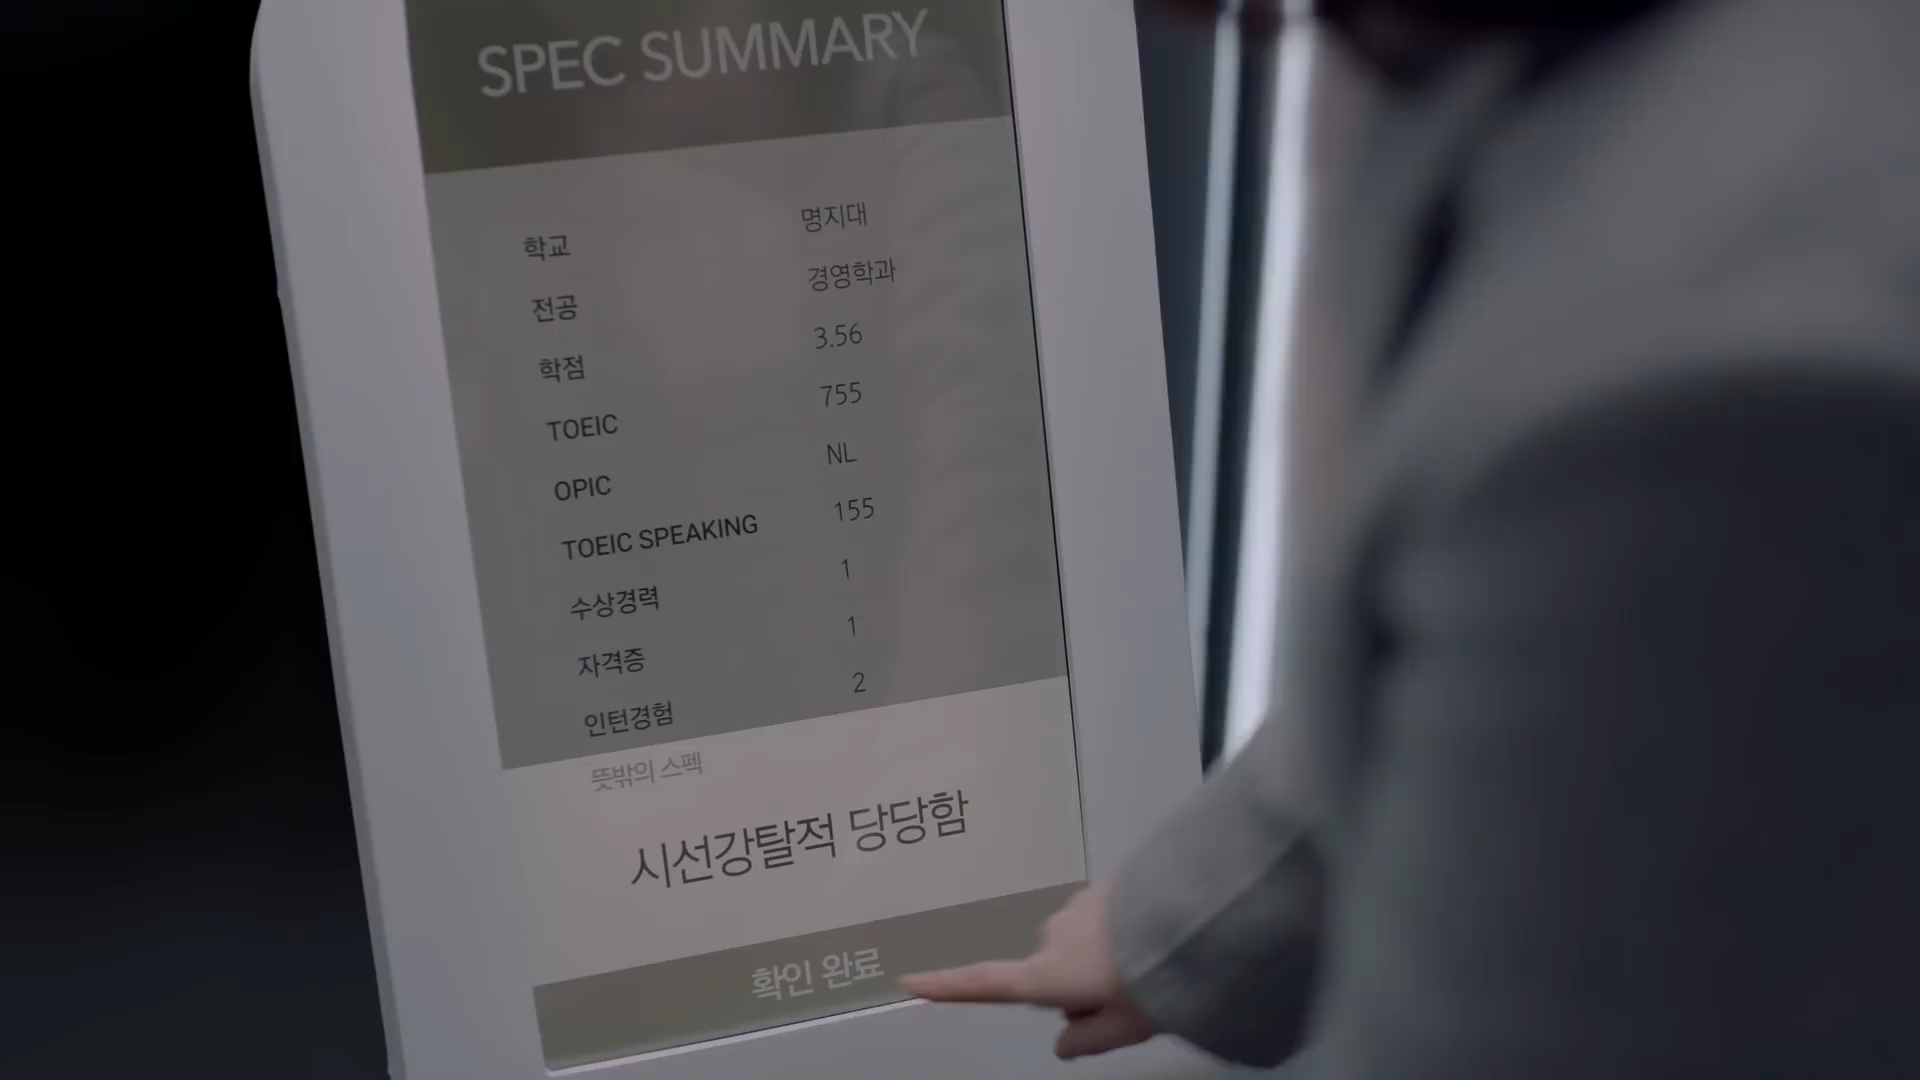 SPEC SUMMARY
학교 명지대
전공 경영학과
학점 3.56
TOEIC 755
OPIC NL
TOEIC SPEAKING 155
수상경력 1
자격증 1
인턴경험 2
뜻밖의 스펙
시선강탈적 당당함
확인 완료